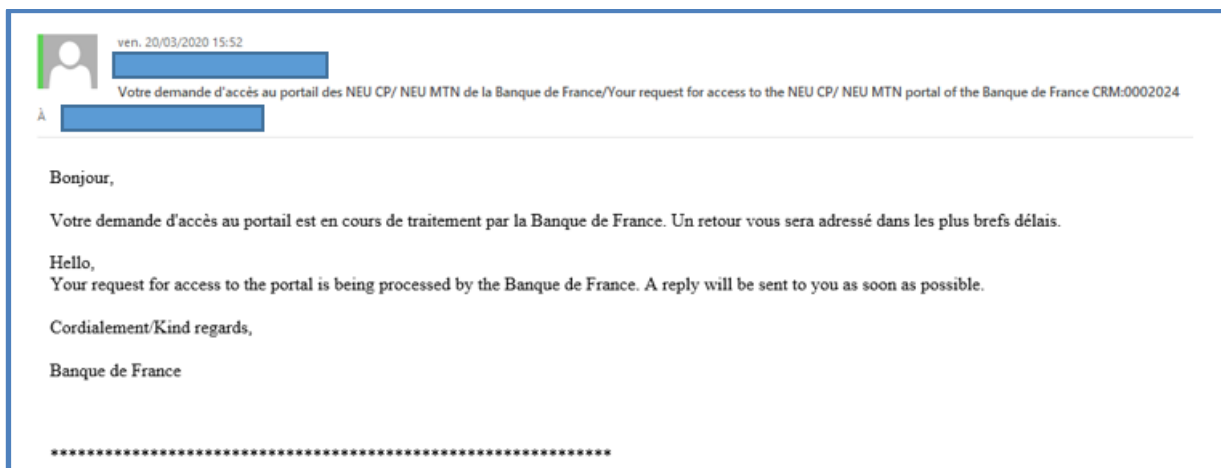 ven. 20/03/2020 15:52
Votre demande d'accès au portail des NEU CP/ NEU MTN de la Banque de France/Your request for access to the NEU CP/ NEU MTN portal of the Banque de France CRM:0002024
À
Bonjour,
Votre demande d'accès au portail est en cours de traitement par la Banque de France. Un retour vous sera adressé dans les plus brefs délais.
Hello,
Your request for access to the portal is being processed by the Banque de France. A reply will be sent to you as soon as possible.
Cordialement/Kind regards,
Banque de France
**************************************************************